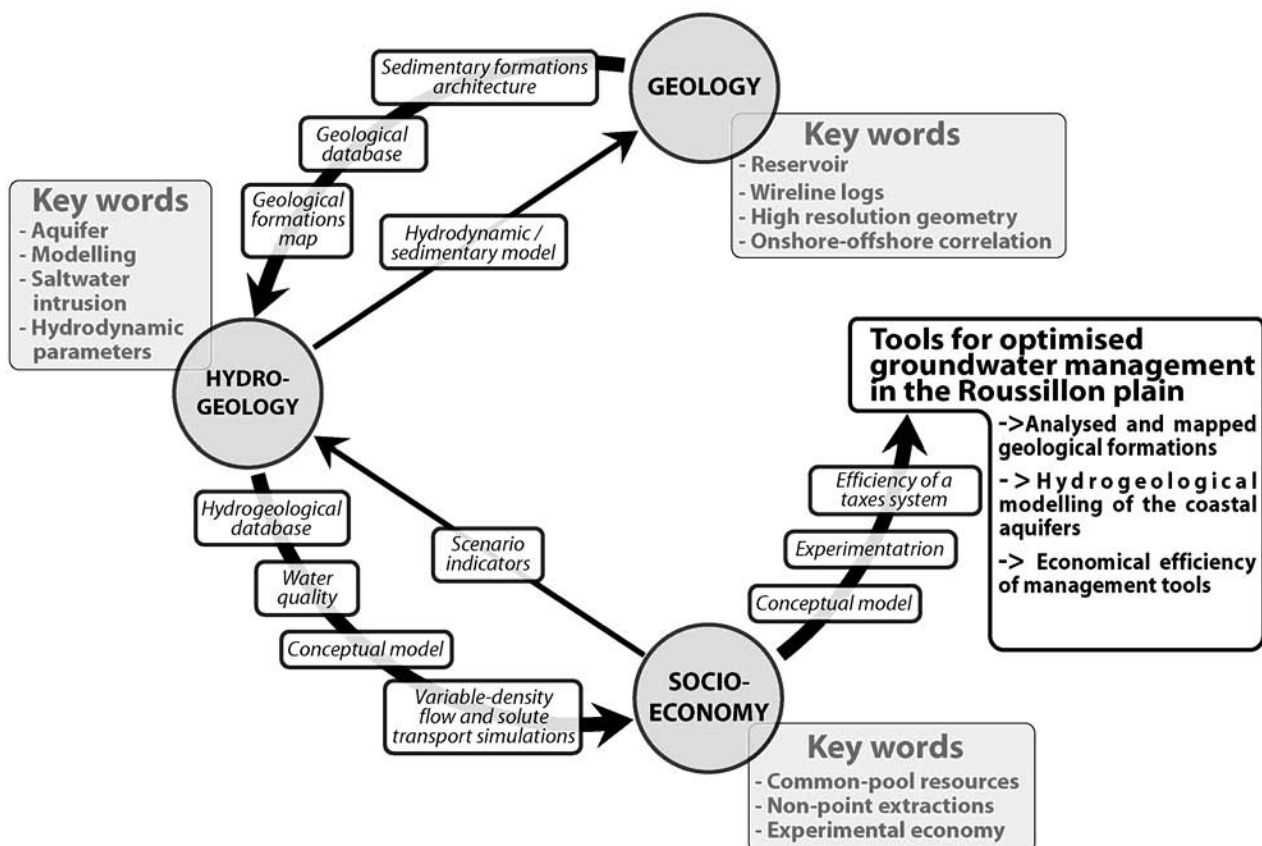 Sedimentary formations
architecture
GEOLOGY
Key words
- Reservoir
- Wireline logs
- High resolution geometry
- Onshore-offshore correlation
Geological
database
Geological
formations
map
Key words
- Aquifer
- Modelling
- Saltwater
intrusion
- Hydrodynamic
parameters
Hydrodynamic /
sedimentary model
HYDRO-
GEOLOGY
Tools for optimised
groundwater management
in the Roussillon plain
->Analysed and mapped
geological formations
-> Hydrogeological
modelling of the coastal
aquifers
-> Economical efficiency
of management tools
Efficiency of a
taxes system
Experimentatrion
Conceptual model
Hydrogeological
database
Water
quality
Conceptual model
Variable-density
flow and solute
transport simulations
Scenario
indicators
SOCIO-
ECONOMY
Key words
- Common-pool resources
- Non-point extractions
- Experimental economy